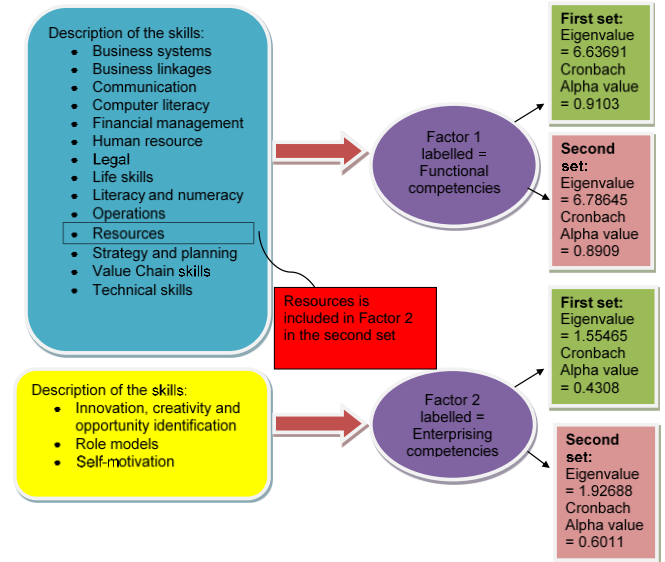 Description of the skills:
• Business systems
• Business linkages
• Communication
• Computer literacy
• Financial management
• Human resource
• Legal
• Life skills
• Literacy and numeracy
• Operations
• Resources
• Strategy and planning
• Value Chain skills
• Technical skills
Factor 1
labelled =
Functional
competencies
First set:
Eigenvalue
= 6.63691
Cronbach
Alpha value
= 0.9103
Second
set:
Eigenvalue
= 6.78645
Cronbach
Alpha value
= 0.8909
Resources is
included in Factor 2
in the second set
Description of the skills:
• Innovation, creativity and
opportunity identification
• Role models
• Self-motivation
Factor 2
labelled =
Enterprising
competencies
First set:
Eigenvalue
= 1.55465
Cronbach
Alpha value
= 0.4308
Second
set:
Eigenvalue
= 1.92688
Cronbach
Alpha value
= 0.6011